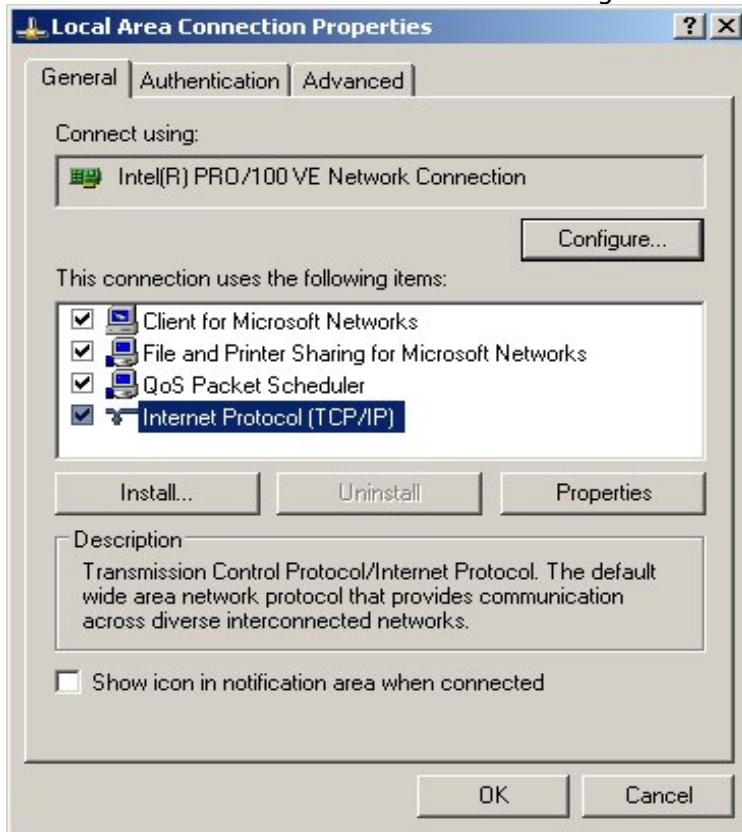 Local Area Connection Properties
General Authentication Advanced
Connect using:
Intel(R) PRO/100 VE Network Connection
Configure...
This connection uses the following items:
Client for Microsoft Networks
File and Printer Sharing for Microsoft Networks
QoS Packet Scheduler
Internet Protocol (TCP/IP)
Install... Uninstall Properties
Description
Transmission Control Protocol/Internet Protocol. The default
wide area network protocol that provides communication
across diverse interconnected networks.
Show icon in notification area when connected
OK Cancel